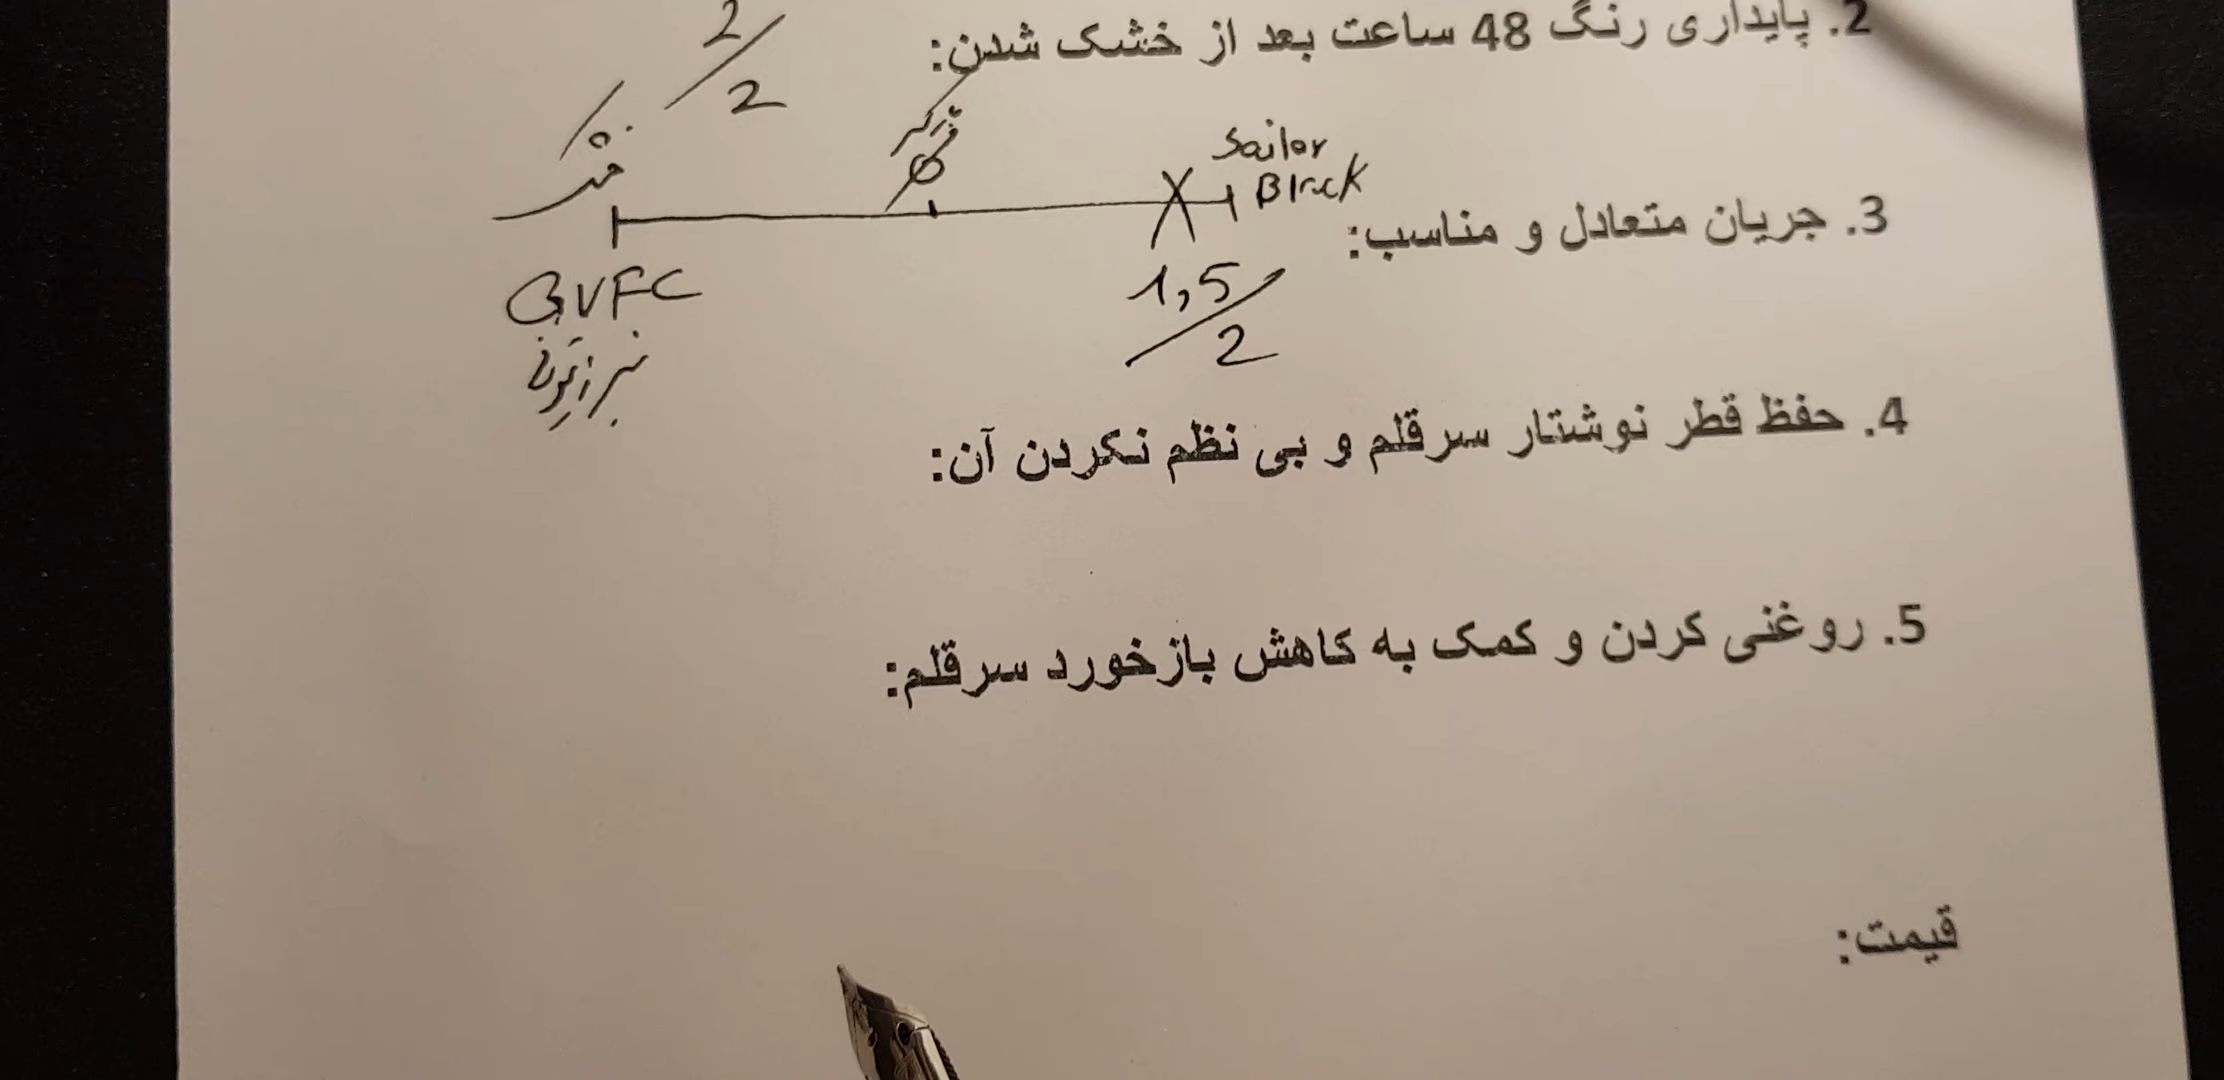 2. پایداری رنگ 48 ساعت بعد از خشک شدن:
2/2
Sailor
Black
3. جریان متعادل و مناسب:
GVFC
سبز زیتونی
1,5/2
4. حفظ قطر نوشتار سرقلم و بی نظم نکردن آن:
5. روغنی کردن و کمک به کاهش بازخورد سرقلم:
قیمت: